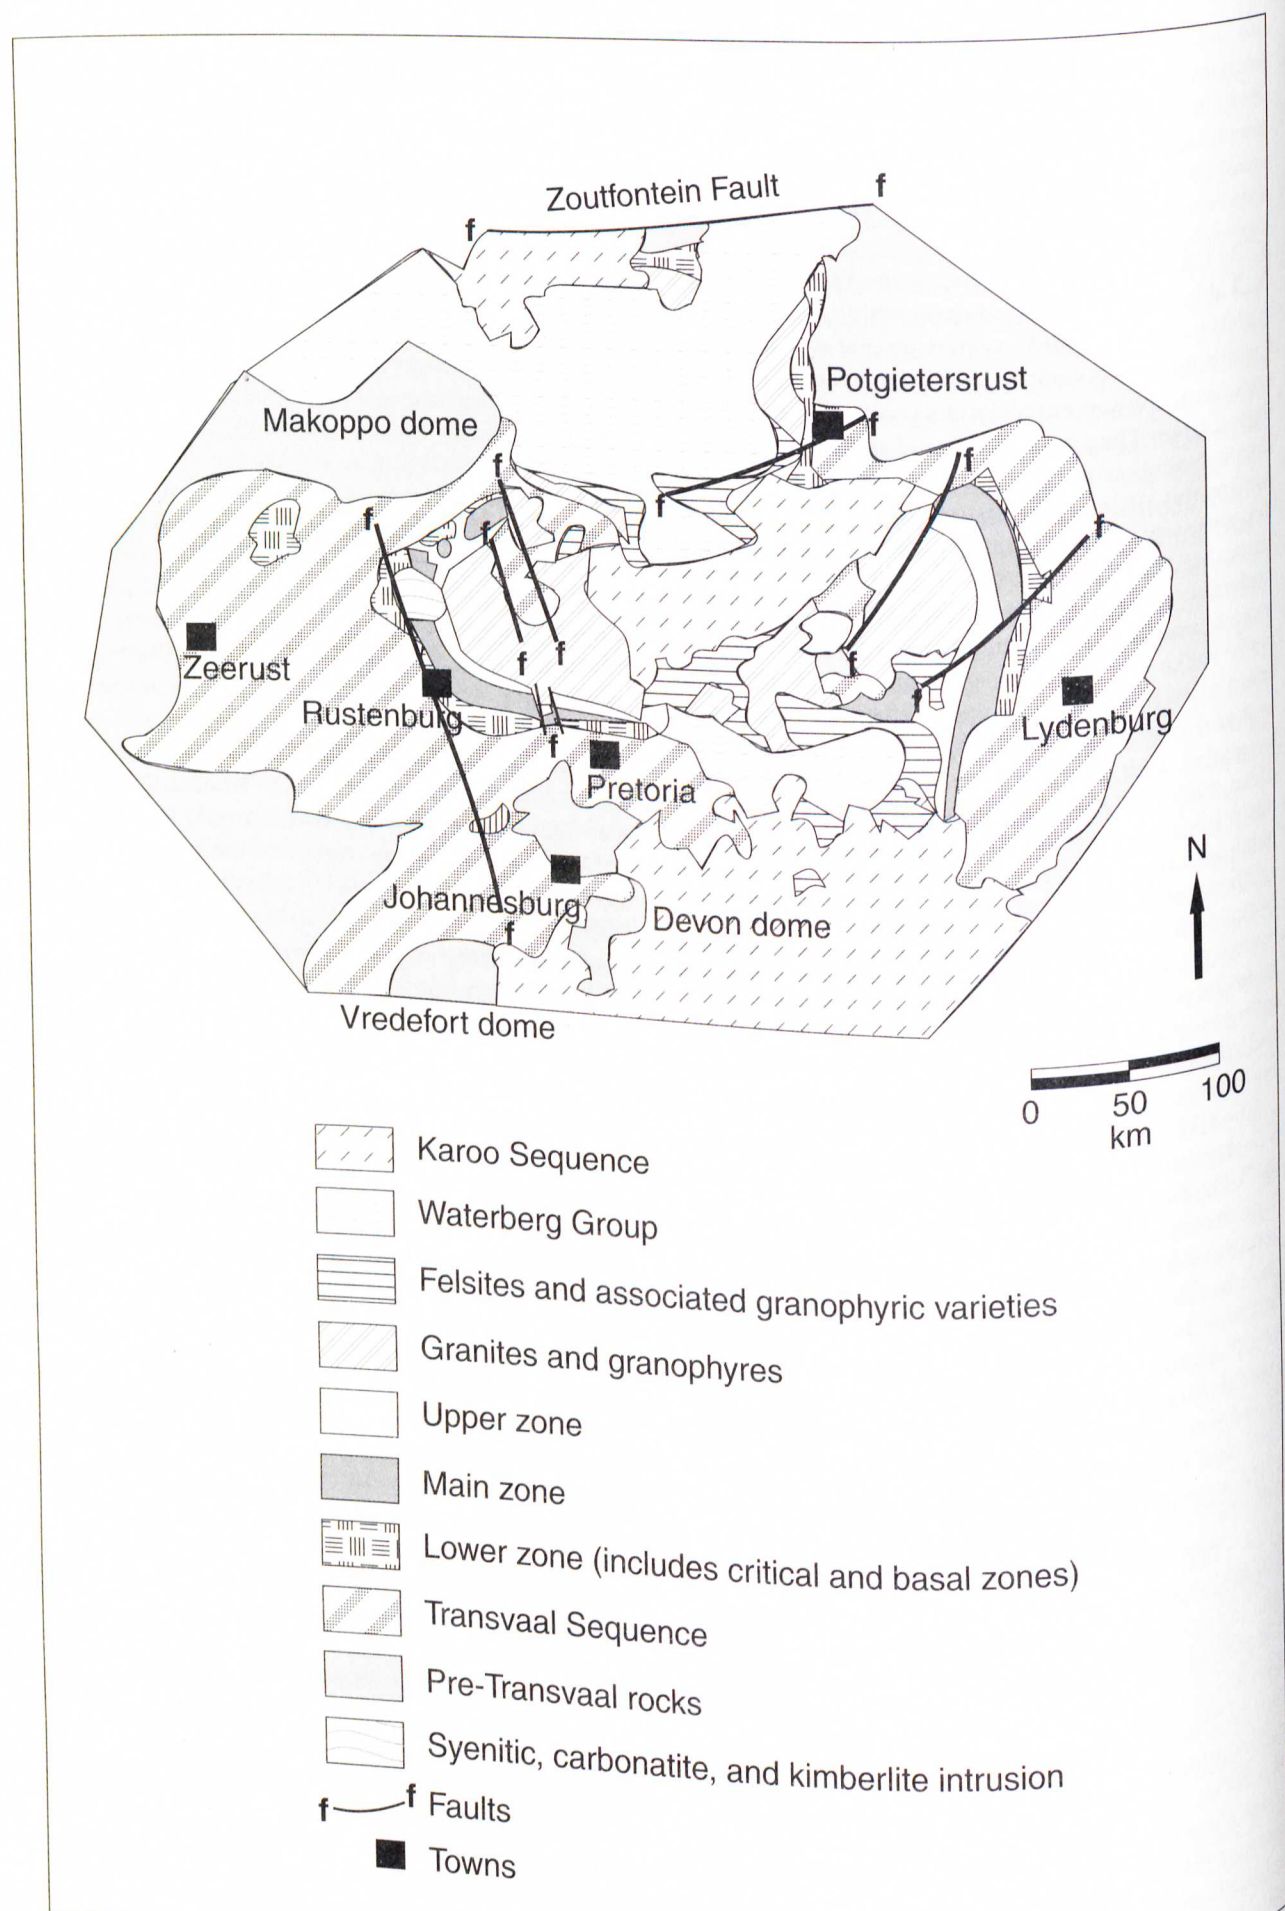 Zoutfontein Fault
f
f
Potgietersrust
Makoppo dome
f
f
f
f
f
f
f
Zeerust
f
f
f
f
Rustenburg
Lydenburg
f
Pretoria
N
Johannesburg
Devon dome
f
Vredefort dome
0
50
100
km
Karoo Sequence
Waterberg Group
Felsites and associated granophyric varieties
Granites and granophyres
Upper zone
Main zone
Lower zone (includes critical and basal zones)
Transvaal Sequence
Pre-Transvaal rocks
Syenitic, carbonatite, and kimberlite intrusion
f f Faults
Towns